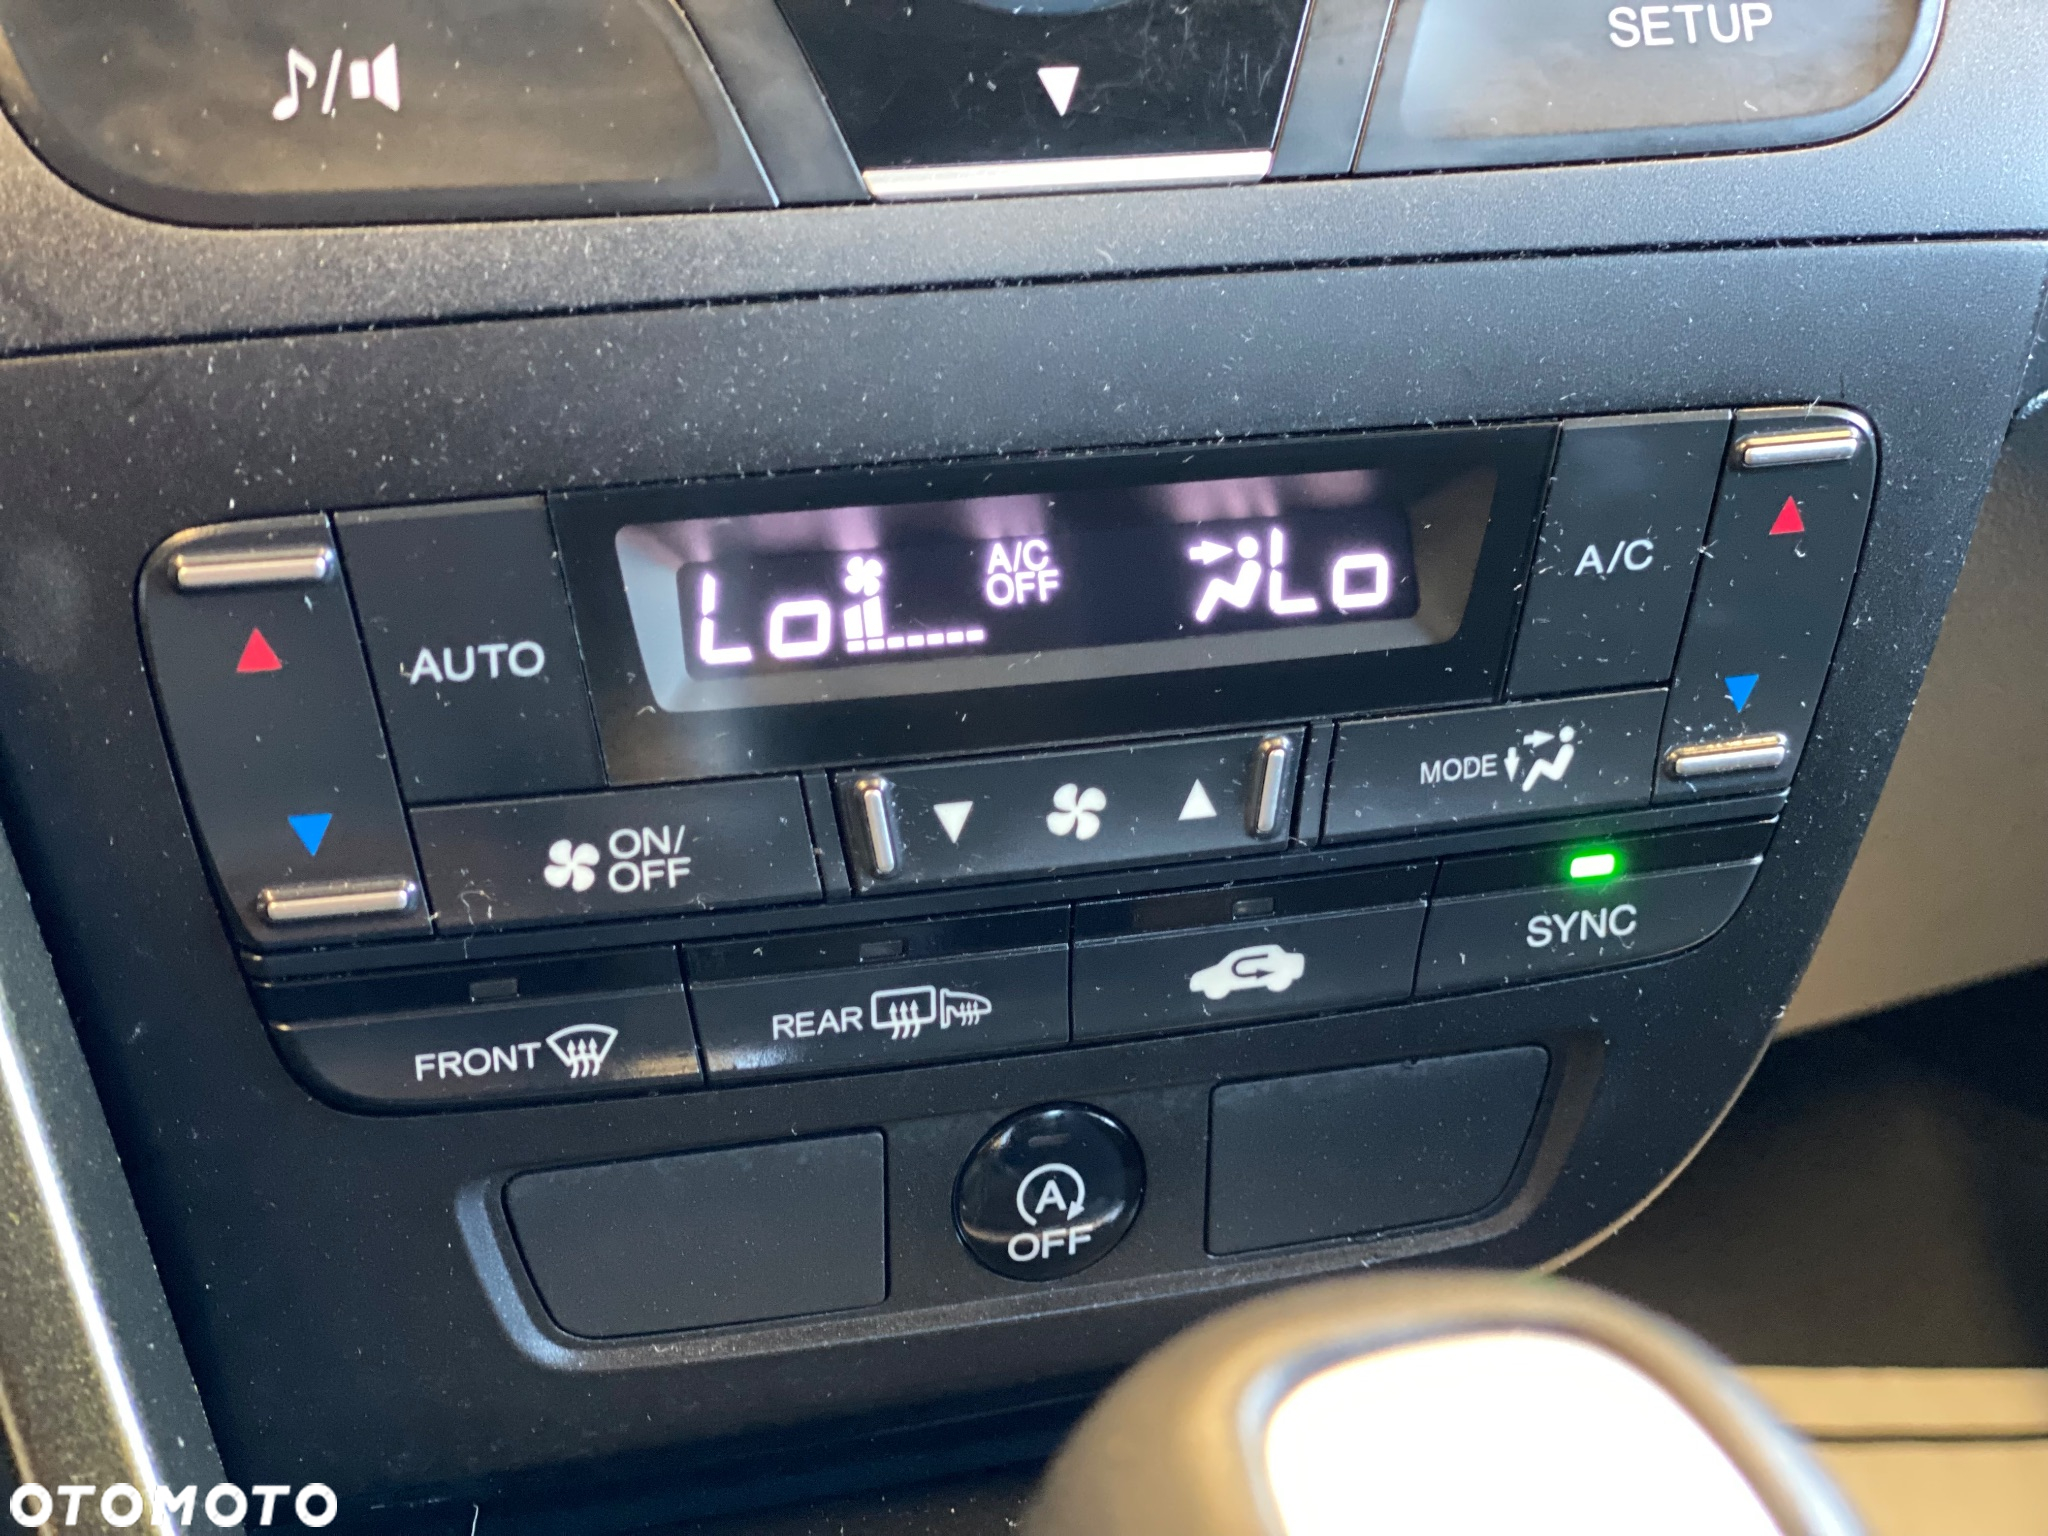 SETUP
Lo A/C OFF Lo
A/C
AUTO
MODE
ON/
OFF
SYNC
FRONT
REAR
A
OFF
OTOMOTO